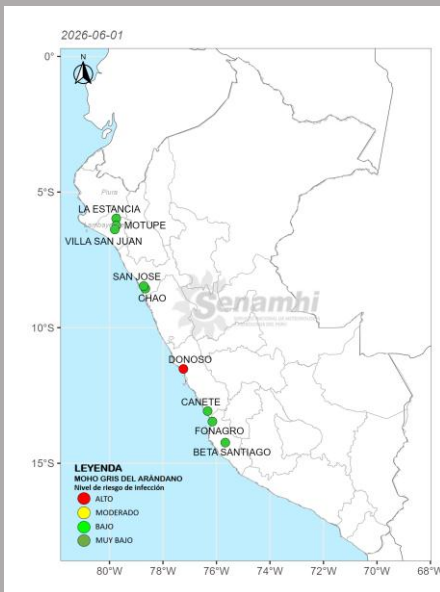 2026-06-01
N
0°
5°S
10°S
15°S
Piura
LA ESTANCIA
MOTUPE
VILLA SAN JUAN
SAN JOSE
CHAO
Senamhi
DONOSO
CANETE
FONAGRO
BETA SANTIAGO
LEYENDA
MOHO GRIS DEL ARÁNDANO
Nivel de riesgo de infección
ALTO
MODERADO
BAJO
MUY BAJO
80°W 78°W 76°W 74°W 72°W 70°W 68°W